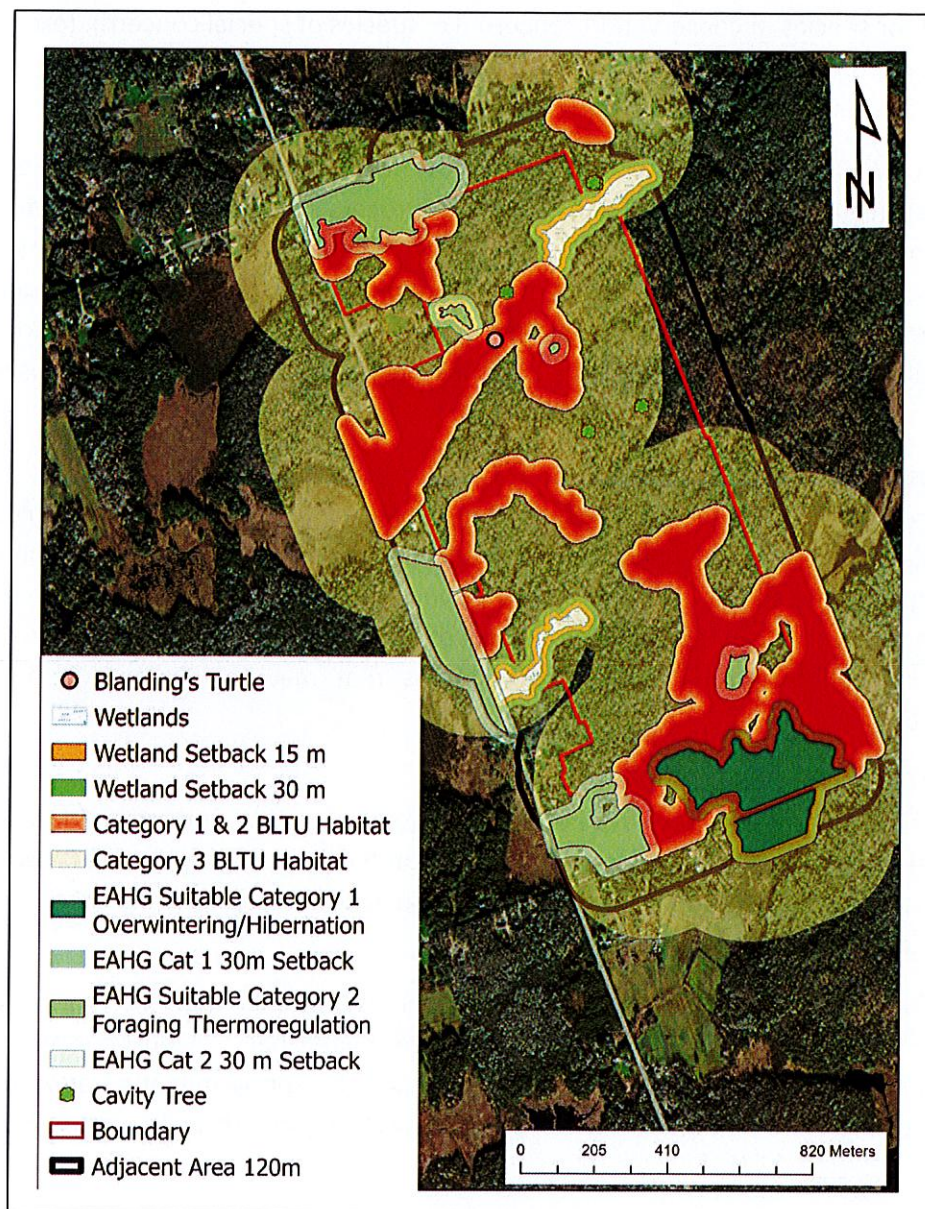 N
Blanding's Turtle
Wetlands
Wetland Setback 15 m
Wetland Setback 30 m
Category 1 & 2 BLTU Habitat
Category 3 BLTU Habitat
EAHG Suitable Category 1
Overwintering/Hibernation
EAHG Cat 1 30m Setback
EAHG Suitable Category 2
Foraging Thermoregulation
EAHG Cat 2 30 m Setback
Cavity Tree
Boundary
Adjacent Area 120m
0 205 410 820 Meters